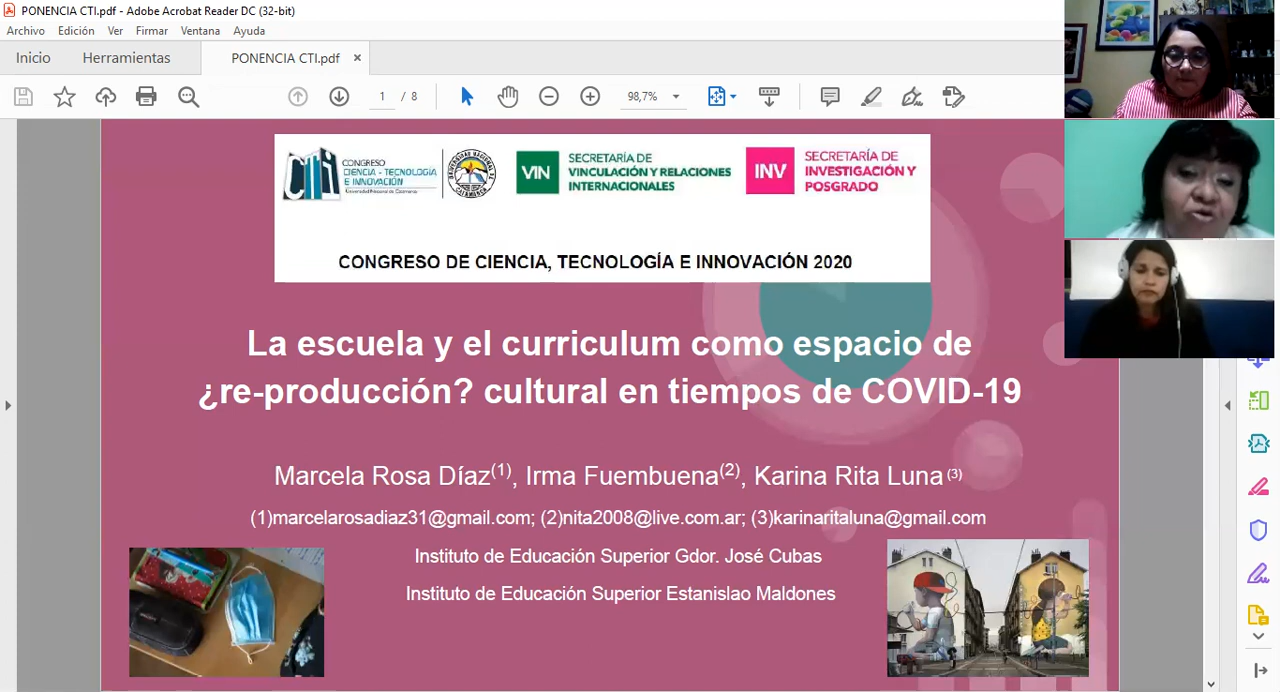 PONENCIA CTI.pdf - Adobe Acrobat Reader DC (32-bit)
Archivo Edición Ver Firmar Ventana Ayuda
Inicio Herramientas PONENCIA CTI.pdf ×
1 / 8 98,7%
CTi
CONGRESO
CIENCIA - TECNOLOGÍA
E INNOVACIÓN
Universidad Nacional de Catamarca
VIN
SECRETARÍA DE
VINCULACIÓN Y RELACIONES
INTERNACIONALES
INV
SECRETARÍA DE
INVESTIGACIÓN Y
POSGRADO
CONGRESO DE CIENCIA, TECNOLOGÍA E INNOVACIÓN 2020
La escuela y el curriculum como espacio de
¿re-producción? cultural en tiempos de COVID-19
Marcela Rosa Díaz(1), Irma Fuembuena(2), Karina Rita Luna (3)
(1)marcelarosadiaz31@gmail.com; (2)nita2008@live.com.ar; (3)karinaritaluna@gmail.com
Instituto de Educación Superior Gdor. José Cubas
Instituto de Educación Superior Estanislao Maldones